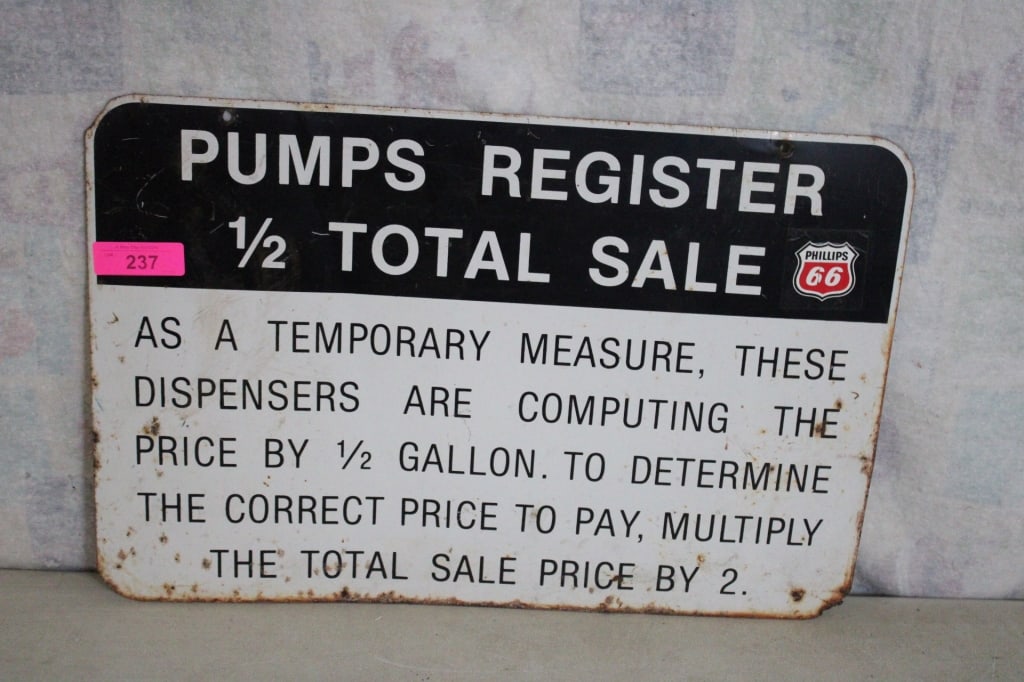 PUMPS REGISTER
½ TOTAL SALE
PHILLIPS
66
237
AS A TEMPORARY MEASURE, THESE
DISPENSERS ARE COMPUTING THE
PRICE BY ½ GALLON. TO DETERMINE
THE CORRECT PRICE TO PAY, MULTIPLY
THE TOTAL SALE PRICE BY 2.